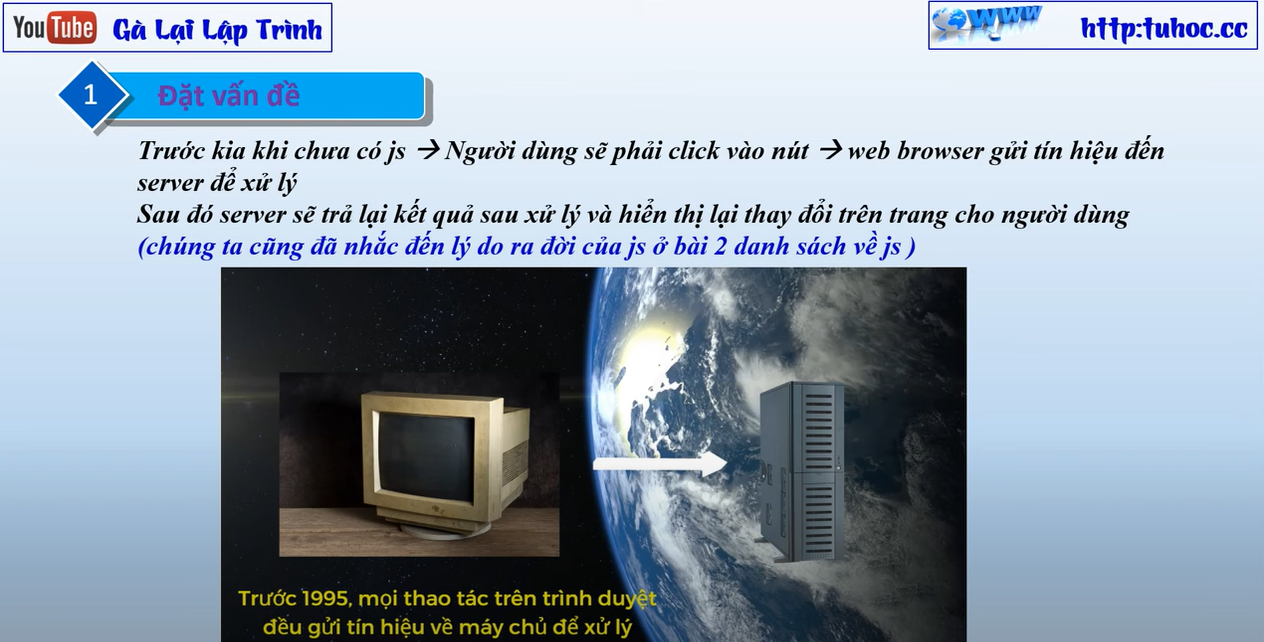 YouTube Gà Lại Lập Trình
WWW http:tuhoc.cc
1 Đặt vấn đề
Trước kia khi chưa có js → Người dùng sẽ phải click vào nút → web browser gửi tín hiệu đến
server để xử lý
Sau đó server sẽ trả lại kết quả sau xử lý và hiển thị lại thay đổi trên trang cho người dùng
(chúng ta cũng đã nhắc đến lý do ra đời của js ở bài 2 danh sách về js )
Trước 1995, mọi thao tác trên trình duyệt
đều gửi tín hiệu về máy chủ để xử lý